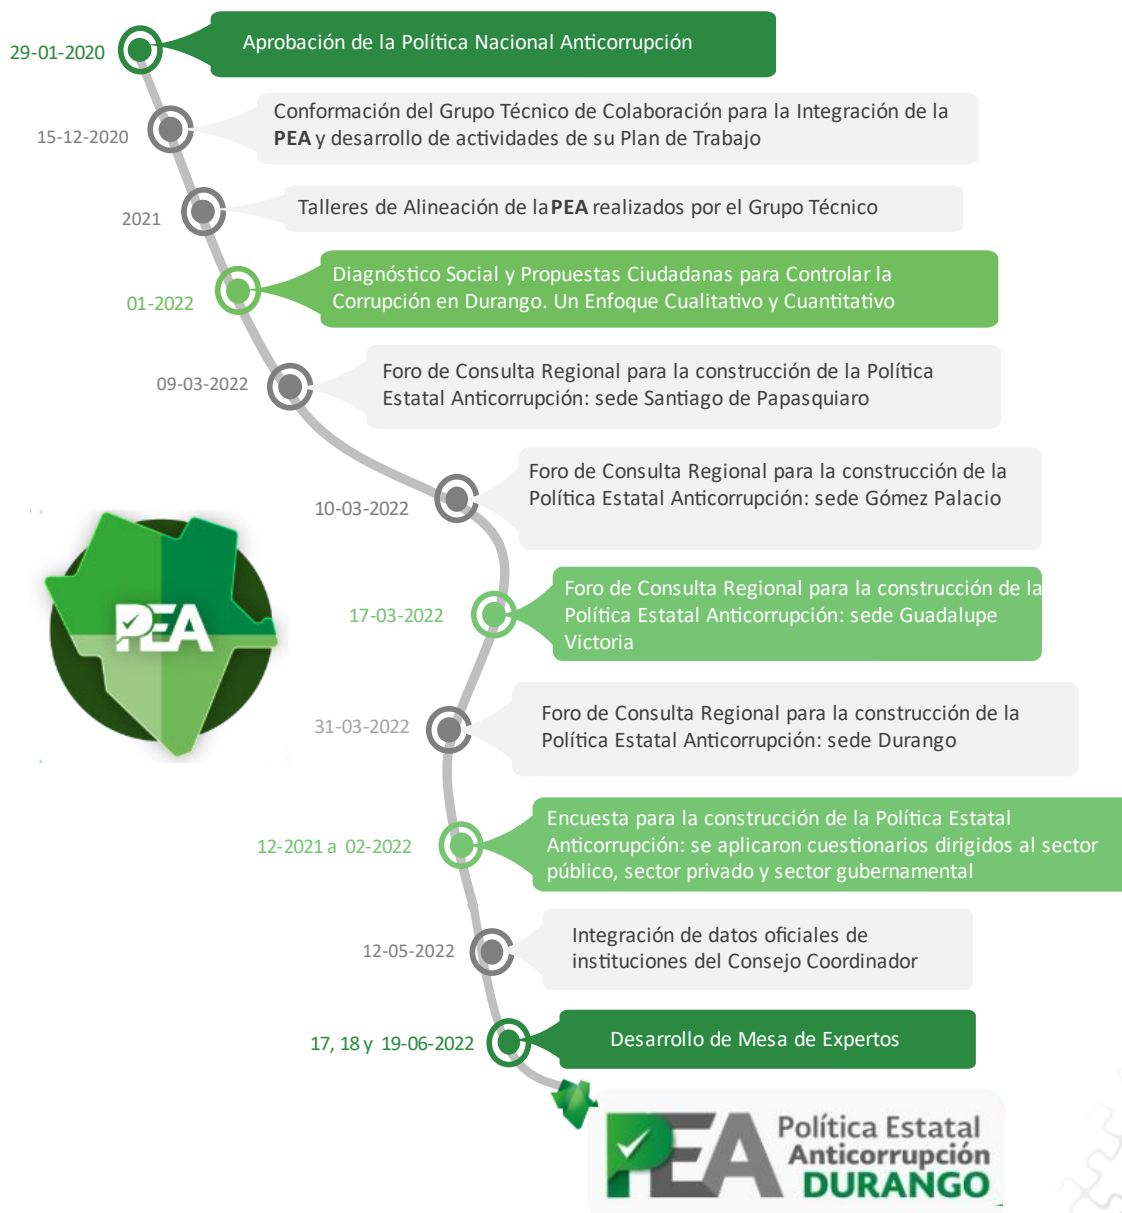 29-01-2020
Aprobación de la Política Nacional Anticorrupción
15-12-2020
Conformación del Grupo Técnico de Colaboración para la Integración de la
PEA y desarrollo de actividades de su Plan de Trabajo
2021
Talleres de Alineación de la PEA realizados por el Grupo Técnico
01-2022
Diagnóstico Social y Propuestas Ciudadanas para Controlar la
Corrupción en Durango. Un Enfoque Cualitativo y Cuantitativo
09-03-2022
Foro de Consulta Regional para la construcción de la Política
Estatal Anticorrupción: sede Santiago de Papasquiaro
10-03-2022
Foro de Consulta Regional para la construcción de la
Política Estatal Anticorrupción: sede Gómez Palacio
PEA
17-03-2022
Foro de Consulta Regional para la construcción de la
Política Estatal Anticorrupción: sede Guadalupe
Victoria
31-03-2022
Foro de Consulta Regional para la construcción de la
Política Estatal Anticorrupción: sede Durango
12-2021 a 02-2022
Encuesta para la construcción de la Política Estatal
Anticorrupción: se aplicaron cuestionarios dirigidos al sector
público, sector privado y sector gubernamental
12-05-2022
Integración de datos oficiales de
instituciones del Consejo Coordinador
17, 18 y 19-06-2022
Desarrollo de Mesa de Expertos
PEA
Política Estatal
Anticorrupción
DURANGO